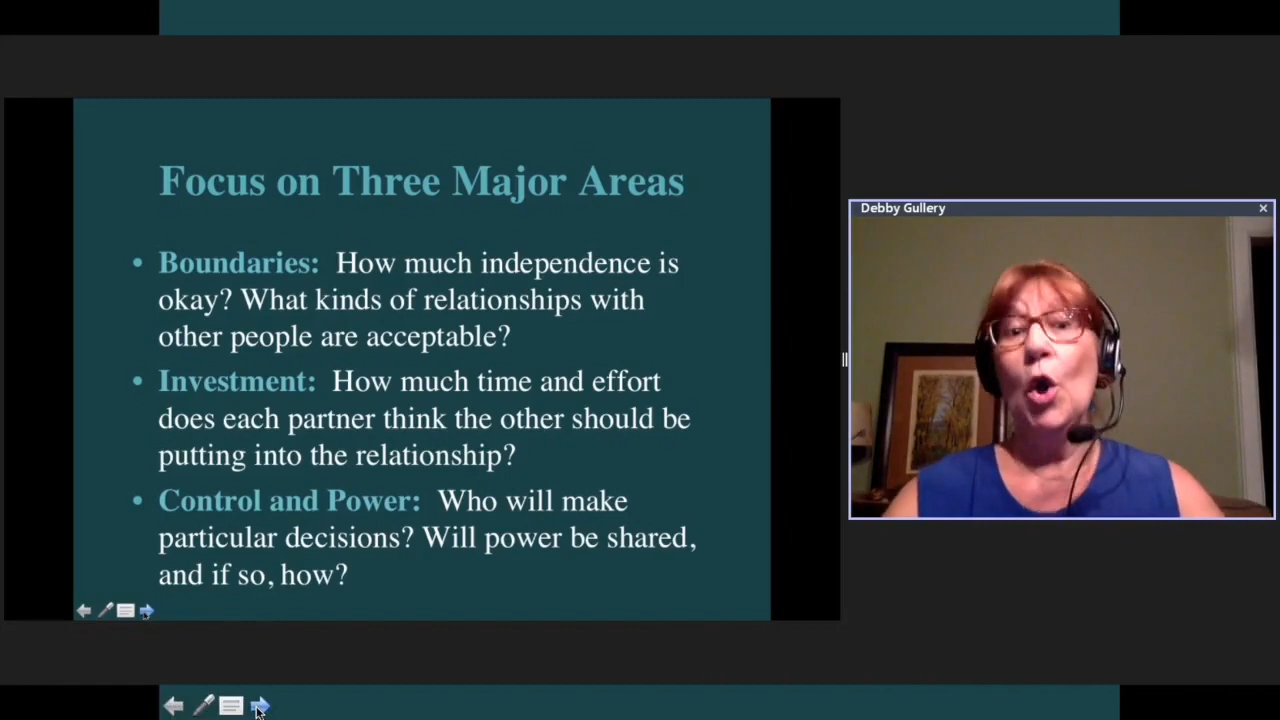 Focus on Three Major Areas
• Boundaries: How much independence is
okay? What kinds of relationships with
other people are acceptable?
• Investment: How much time and effort
does each partner think the other should be
putting into the relationship?
• Control and Power: Who will make
particular decisions? Will power be shared,
and if so, how?
Debby Gullery